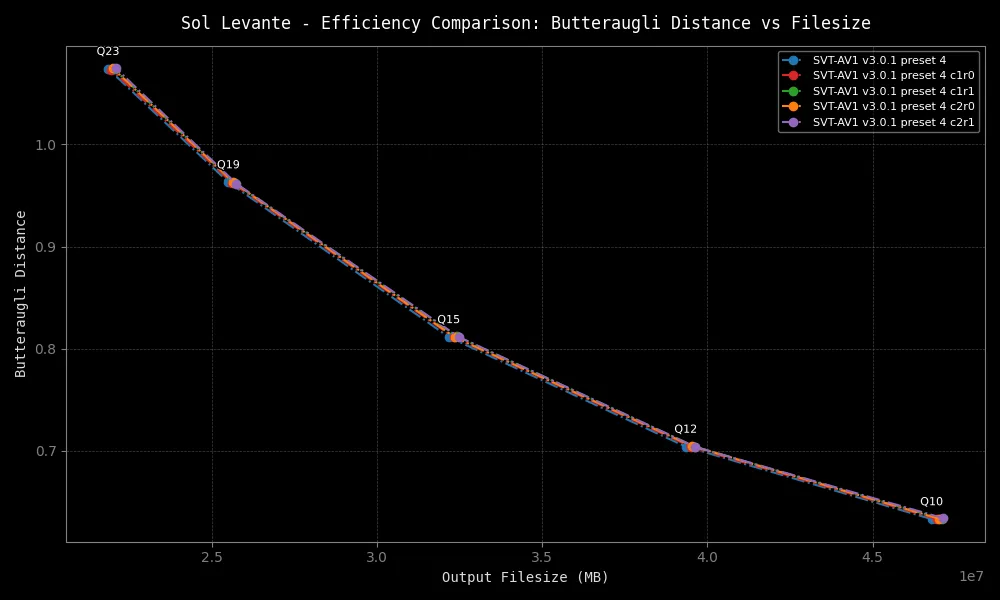 Sol Levante - Efficiency Comparison: Butteraugli Distance vs Filesize
Q23
Q19
Q15
Q12
Q10
SVT-AV1 v3.0.1 preset 4
SVT-AV1 v3.0.1 preset 4 c1r0
SVT-AV1 v3.0.1 preset 4 c1r1
SVT-AV1 v3.0.1 preset 4 c2r0
SVT-AV1 v3.0.1 preset 4 c2r1
Butteraugli Distance
1.0
0.9
0.8
0.7
2.5
3.0
3.5
4.0
4.5
1e7
Output Filesize (MB)